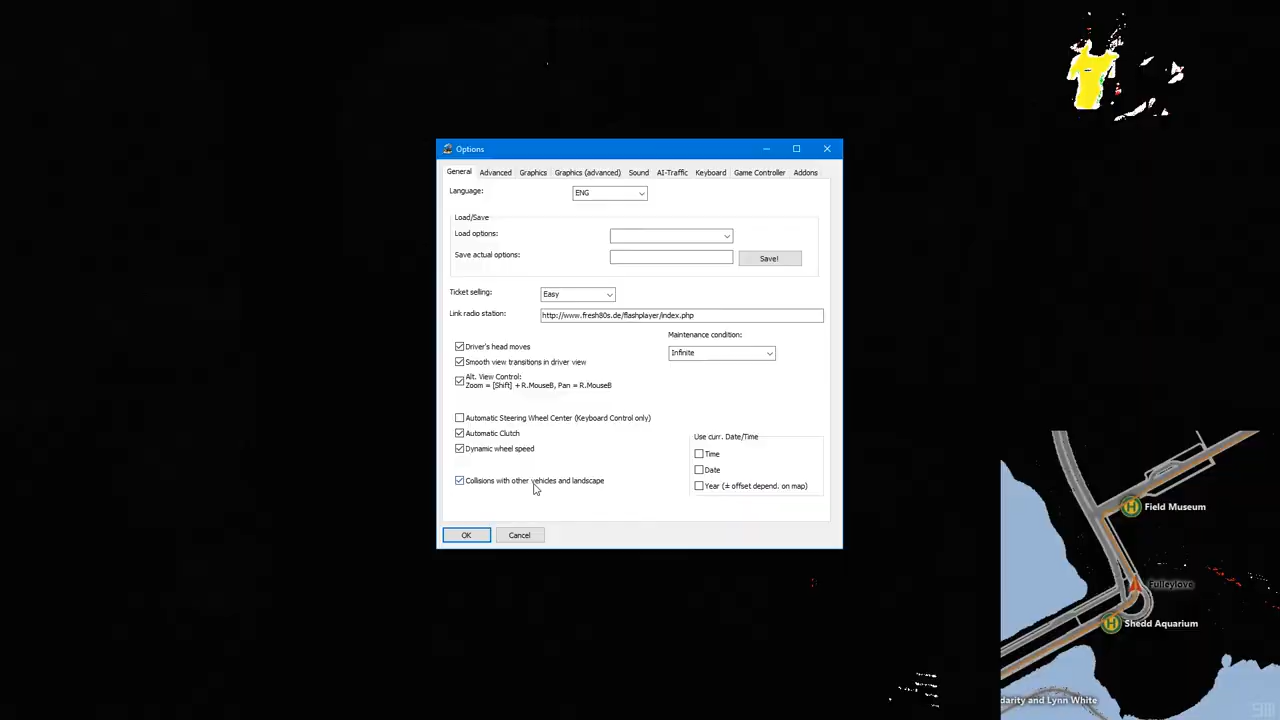 Options
General Advanced Graphics Graphics (advanced) Sound AI-Traffic Keyboard Game Controller Addons
Language:
ENG
Load/Save
Load options:
Save actual options:
Save!
Ticket selling:
Easy
Link radio station:
http://www.fresh80s.de/flashplayer/index.php
Maintenance condition:
Infinite
Driver's head moves
Smooth view transitions in driver view
Alt. View Control:
Zoom = [Shift] + R.MouseB, Pan = R.MouseB
Automatic Steering Wheel Center (Keyboard Control only)
Automatic Clutch
Dynamic wheel speed
Collisions with other vehicles and landscape
Use curr. Date/Time
Time
Date
Year (± offset depend. on map)
OK
Cancel
H Field Museum
Fulleylove
H Shedd Aquarium
darity and Lynn White